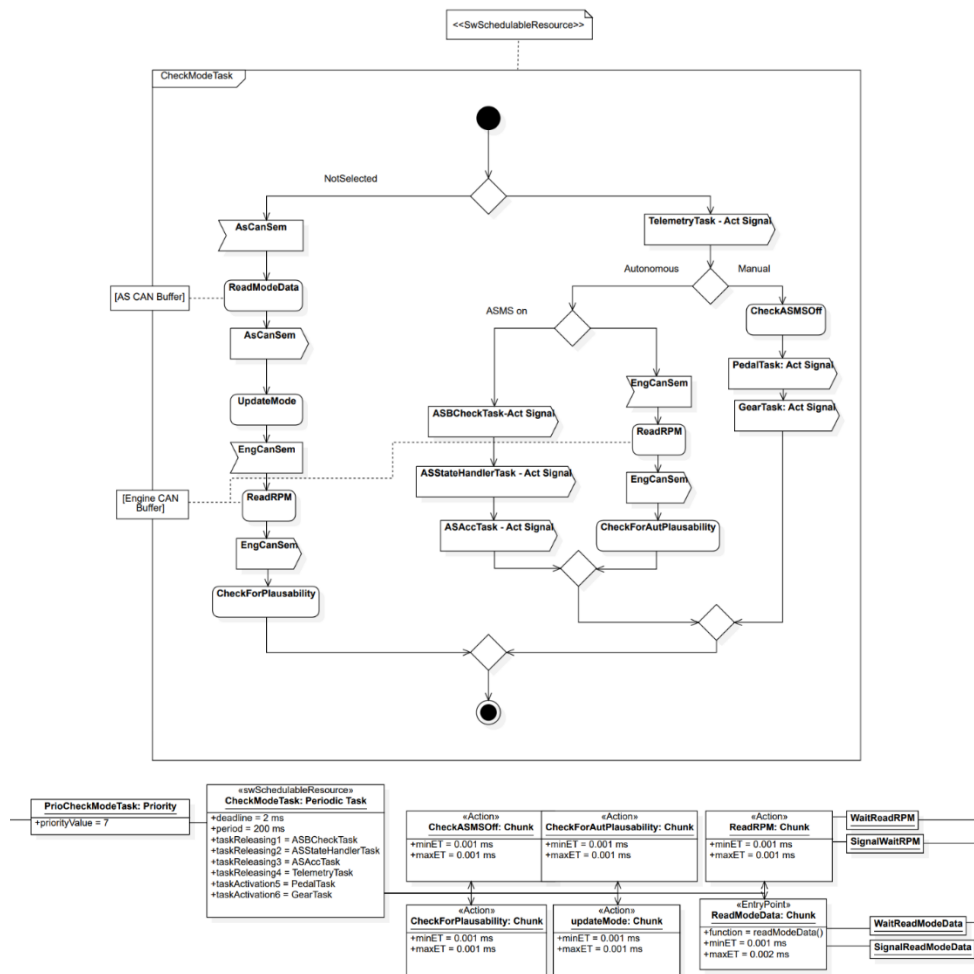 <<SwSchedulableResource>>
CheckModeTask
NotSelected
AsCanSem
TelemetryTask - Act Signal
Autonomous
Manual
[AS CAN Buffer]
ReadModeData
CheckASMSOff
ASMS on
AsCanSem
PedalTask: Act Signal
EngCanSem
UpdateMode
GearTask: Act Signal
ASBCheckTask-Act Signal
ReadRPM
EngCanSem
ASStateHandlerTask - Act Signal
EngCanSem
[Engine CAN
Buffer]
ReadRPM
ASAccTask - Act Signal
CheckForAutPlausability
EngCanSem
CheckForPlausability
PrioCheckModeTask: Priority
+priorityValue = 7
«swSchedulableResource»
CheckModeTask: Periodic Task
+deadline = 2 ms
+period = 200 ms
+taskReleasing1 = ASBCheckTask
+taskReleasing2 = ASStateHandlerTask
+taskReleasing3 = ASAccTask
+taskReleasing4 = TelemetryTask
+taskActivation5 = PedalTask
+taskActivation6 = GearTask
«Action»
CheckASMSOff: Chunk
+minET = 0.001 ms
+maxET = 0.001 ms
«Action»
CheckForAutPlausability: Chunk
+minET = 0.001 ms
+maxET = 0.001 ms
«Action»
ReadRPM: Chunk
+minET = 0.001 ms
+maxET = 0.001 ms
WaitReadRPM
SignalWaitRPM
«Action»
CheckForPlausability: Chunk
+minET = 0.001 ms
+maxET = 0.001 ms
«Action»
updateMode: Chunk
+minET = 0.001 ms
+maxET = 0.001 ms
«EntryPoint»
ReadModeData: Chunk
+function = readModeData()
+minET = 0.001 ms
+maxET = 0.002 ms
WaitReadModeData
SignalReadModeData